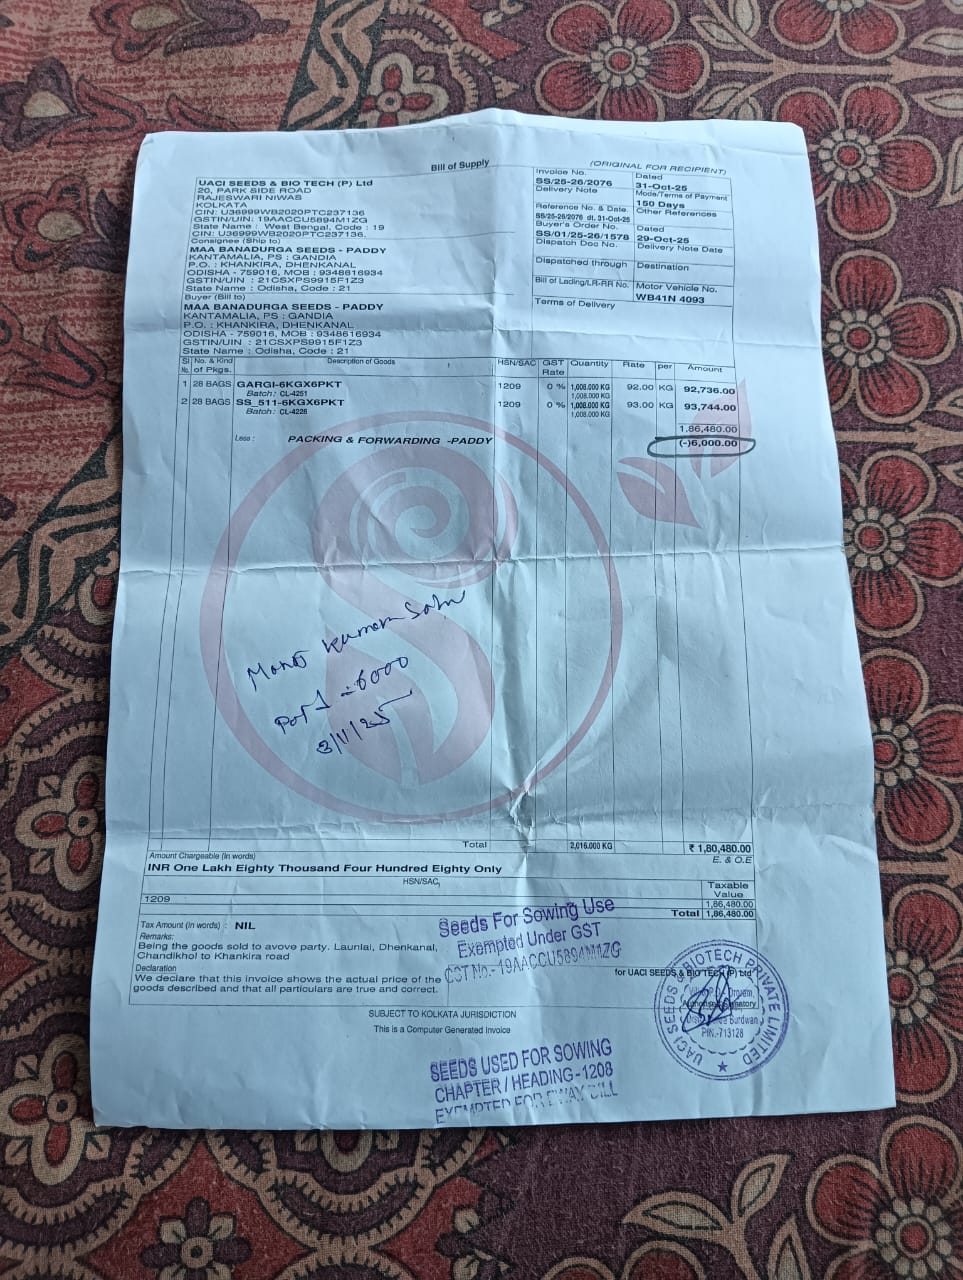 Bill of Supply
(ORIGINAL FOR RECIPIENT)
UACI SEEDS & BIO TECH (P) Ltd
20, PARK SIDE ROAD
RAJESWARI NIWAS
KOLKATA
CIN: U36999WB2020PTC237136
GSTIN/UIN: 19AACCU5894M1ZG
State Name : West Bengal, Code : 19
CIN: U36999WB2020PTC237136.
Consignee (Ship to)
MAA BANADURGA SEEDS - PADDY
KANTAMALIA, PS : GANDIA
P.O. : KHANKIRA, DHENKANAL
ODISHA - 759016, MOB : 9348616934
GSTIN/UIN : 21CSXPS9915F1Z3
State Name : Odisha, Code : 21
Buyer (Bill to)
MAA BANADURGA SEEDS - PADDY
KANTAMALIA, PS : GANDIA
P.O. : KHANKIRA, DHENKANAL
ODISHA - 759016, MOB : 9348616934
GSTIN/UIN : 21CSXPS9915F1Z3
State Name : Odisha, Code : 21
Invoice No. Dated
SS/25-26/2076 31-Oct-25
Delivery Note Mode/Terms of Payment
150 Days
Reference No. & Date. Other References
SS/25-26/2076 dt. 31-Oct-25
Buyer's Order No. Dated
SS/01/25-26/1578 29-Oct-25
Dispatch Doc No. Delivery Note Date
Dispatched through Destination
Bill of Lading/LR-RR No. Motor Vehicle No.
WB41N 4093
Terms of Delivery
Sl No. No. & Kind of Pkgs. Description of Goods HSN/SAC GST Rate Quantity Rate per Amount
1 28 BAGS GARGI-6KGX6PKT 1209 0 % 1,008.000 KG 92.00 KG 92,736.00
Batch : CL-4251 1,008.000 KG
2 28 BAGS SS_511-6KGX6PKT 1209 0 % 1,008.000 KG 93.00 KG 93,744.00
Batch : CL-4226 1,008.000 KG
1,86,480.00
Less : PACKING & FORWARDING -PADDY (-)6,000.00
Kumar
6000
Total 2,016.000 KG ₹ 1,80,480.00
Amount Chargeable (in words) E. & O.E
INR One Lakh Eighty Thousand Four Hundred Eighty Only
HSN/SAC Taxable Value
1209 1,86,480.00
Total 1,86,480.00
Tax Amount (in words) : NIL
Remarks:
Being the goods sold to avove party. Launlai, Dhenkanal,
Chandikhol to Khankira road
Declaration
We declare that this invoice shows the actual price of the
goods described and that all particulars are true and correct.
Seeds For Sowing Use
Exempted Under GST
GST No.- 19AACCU5894M1ZG
for UACI SEEDS & BIO TECH (P) Ltd
Authorised Signatory
UACI SEEDS & BIOTECH PRIVATE LIMITED
Burdwan
PIN.-713128
SUBJECT TO KOLKATA JURISDICTION
This is a Computer Generated Invoice
SEEDS USED FOR SOWING
CHAPTER / HEADING -1208
EXEMPTED FOR EWAY BILL